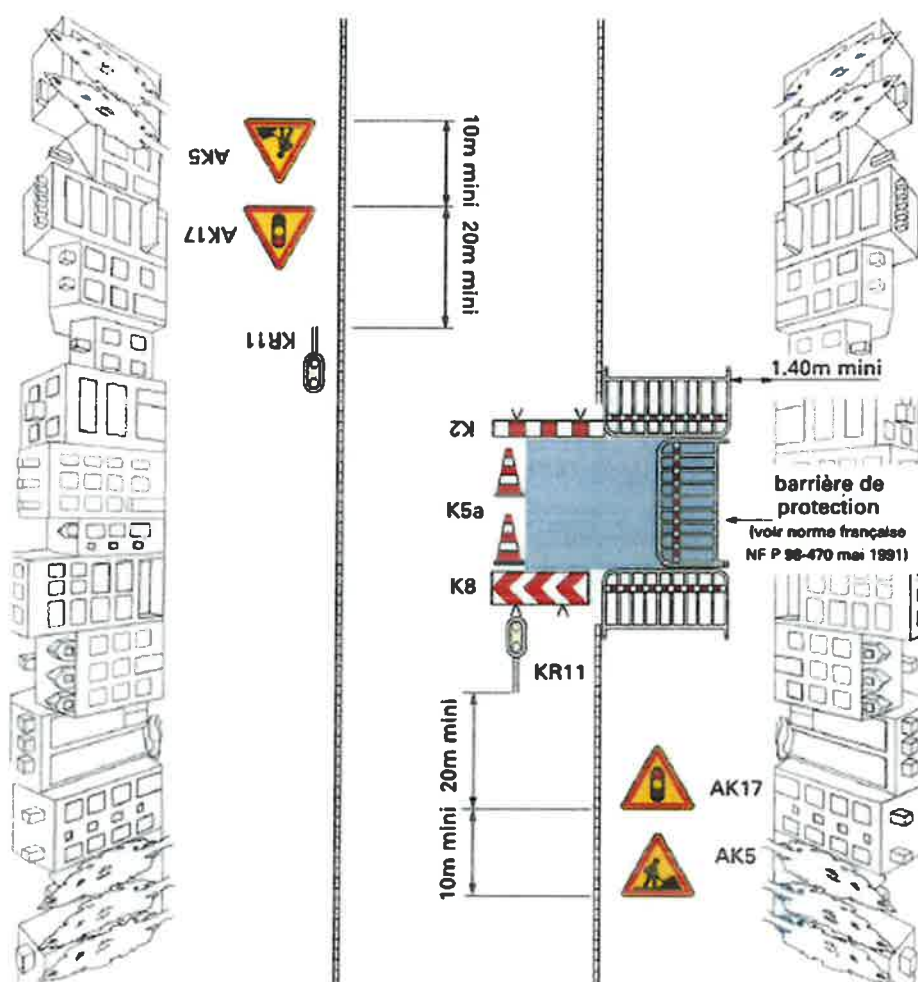 AK5
10m mini
AK17
20m mini
KR11
1.40m mini
K2
barrière de
protection
(voir norme française
NF P 98-470 mai 1991)
K5a
K8
KR11
20m mini
AK17
10m mini
AK5